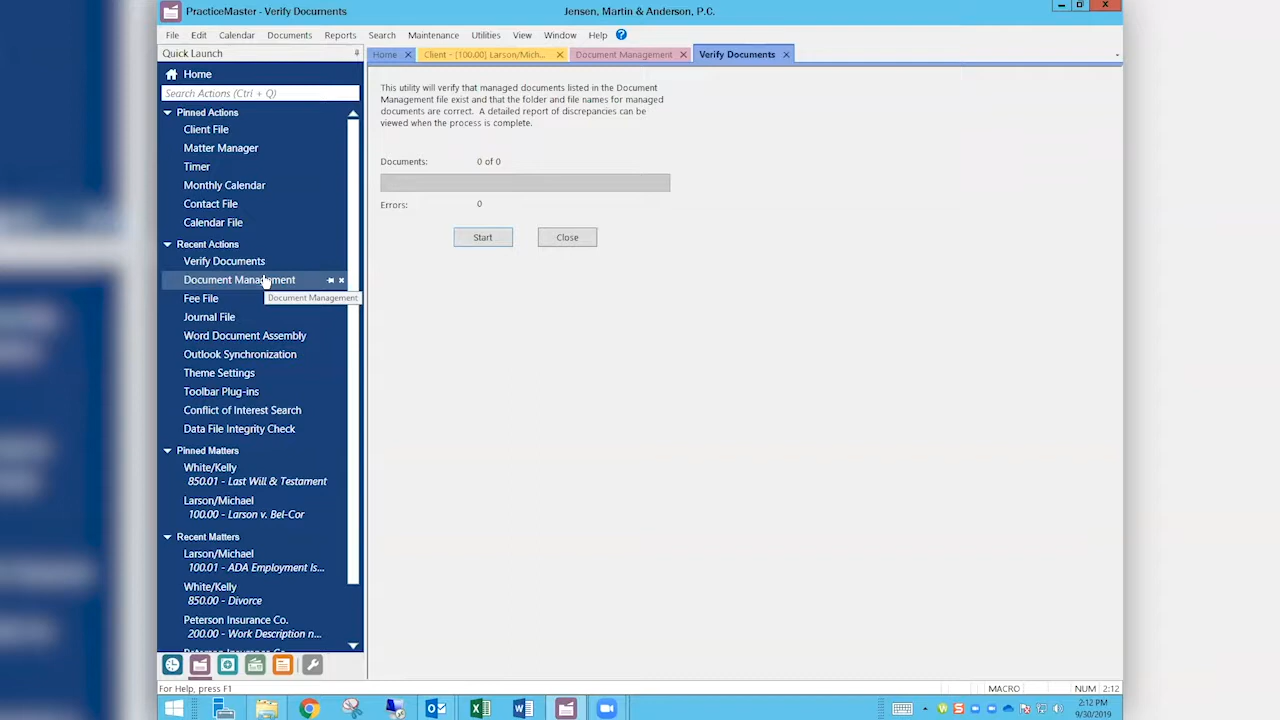 PracticeMaster - Verify Documents
Jensen, Martin & Anderson, P.C.
File Edit Calendar Documents Reports Search Maintenance Utilities View Window Help
Quick Launch
Home
Client - [100.00] Larson/Mich...
Document Management
Verify Documents
Home
Search Actions (Ctrl + Q)
Pinned Actions
Client File
Matter Manager
Timer
Monthly Calendar
Contact File
Calendar File
Recent Actions
Verify Documents
Document Management
Document Management
Fee File
Journal File
Word Document Assembly
Outlook Synchronization
Theme Settings
Toolbar Plug-ins
Conflict of Interest Search
Data File Integrity Check
Pinned Matters
White/Kelly
850.01 - Last Will & Testament
Larson/Michael
100.00 - Larson v. Bel-Cor
Recent Matters
Larson/Michael
100.01 - ADA Employment Is...
White/Kelly
850.00 - Divorce
Peterson Insurance Co.
200.00 - Work Description n...
This utility will verify that managed documents listed in the Document
Management file exist and that the folder and file names for managed
documents are correct. A detailed report of discrepancies can be
viewed when the process is complete.
Documents: 0 of 0
Errors: 0
Start Close
For Help, press F1
MACRO NUM 2:12
2:12 PM
9/30/2019